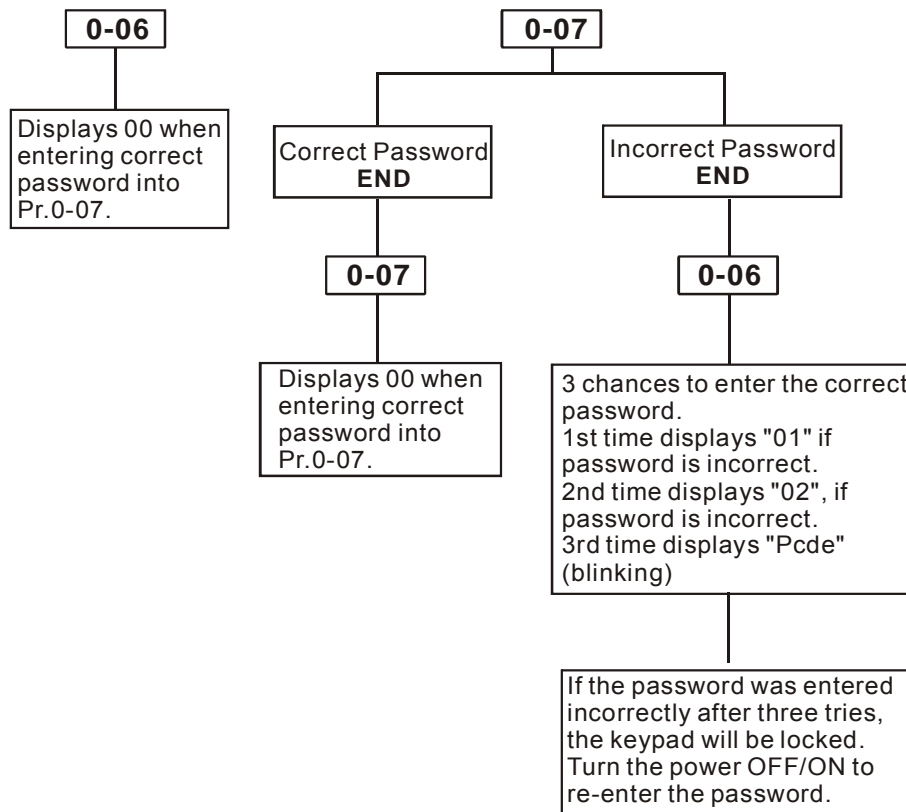 0-06
Displays 00 when
entering correct
password into
Pr.0-07.
0-07
Correct Password
END
0-07
Displays 00 when
entering correct
password into
Pr.0-07.
Incorrect Password
END
0-06
3 chances to enter the correct
password.
1st time displays "01" if
password is incorrect.
2nd time displays "02", if
password is incorrect.
3rd time displays "Pcde"
(blinking)
If the password was entered
incorrectly after three tries,
the keypad will be locked.
Turn the power OFF/ON to
re-enter the password.